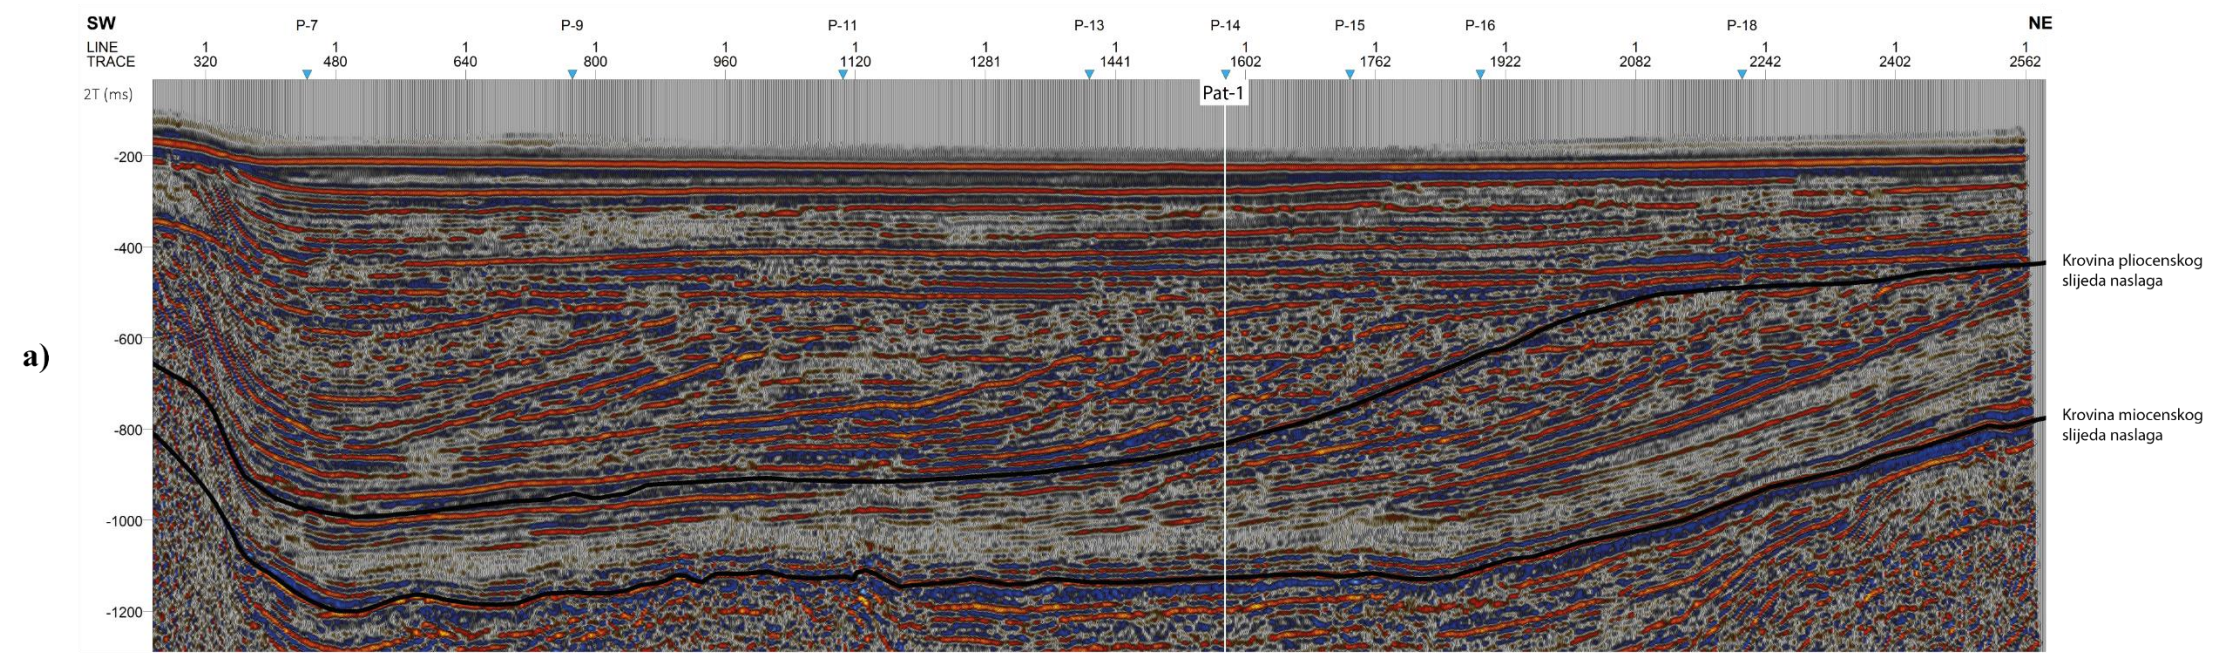 SW P-7 P-9 P-11 P-13 P-14 P-15 P-16 P-18 NE
LINE 1 1 1 1 1 1 1 1 1 1 1 1 1 1 1
TRACE 320 480 640 800 960 1120 1281 1441 1602 1762 1922 2082 2242 2402 2562
2T (ms)
Pat-1
-200
-400
Krovina pliocenskog
slijeda naslaga
-600
a)
-800
Krovina miocenskog
slijeda naslaga
-1000
-1200